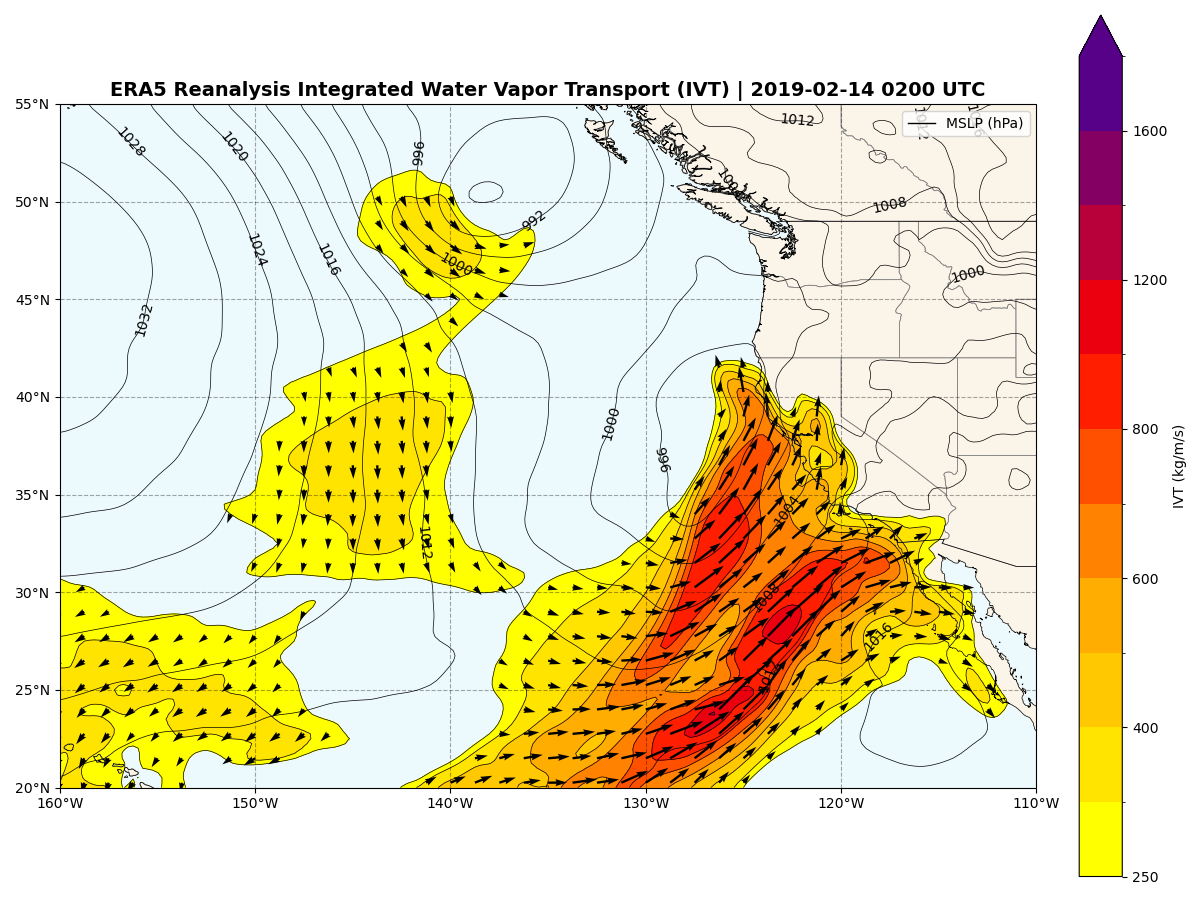 ERA5 Reanalysis Integrated Water Vapor Transport (IVT) | 2019-02-14 0200 UTC
MSLP (hPa)
55°N
50°N
45°N
40°N
35°N
30°N
25°N
20°N
160°W
150°W
140°W
130°W
120°W
110°W
1028
1020
996
1012
1008
992
1024
1016
1000
1000
1032
1000
996
1004
1012
1008
1016
1012
1600
1200
800
600
400
250
IVT (kg/m/s)